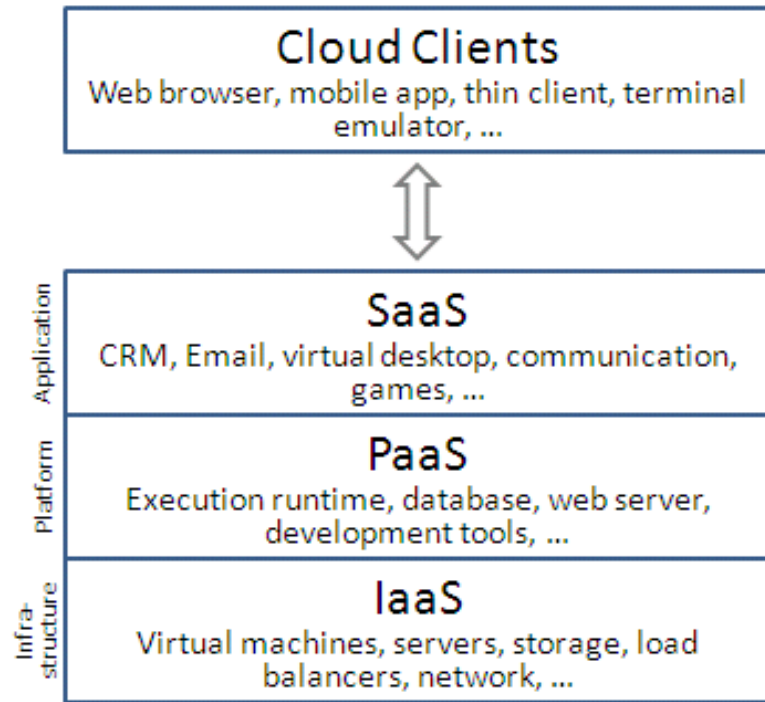 Cloud Clients
Web browser, mobile app, thin client, terminal
emulator, ...
Application
SaaS
CRM, Email, virtual desktop, communication,
games, ...
Platform
PaaS
Execution runtime, database, web server,
development tools, ...
Infra-
structure
IaaS
Virtual machines, servers, storage, load
balancers, network, ...